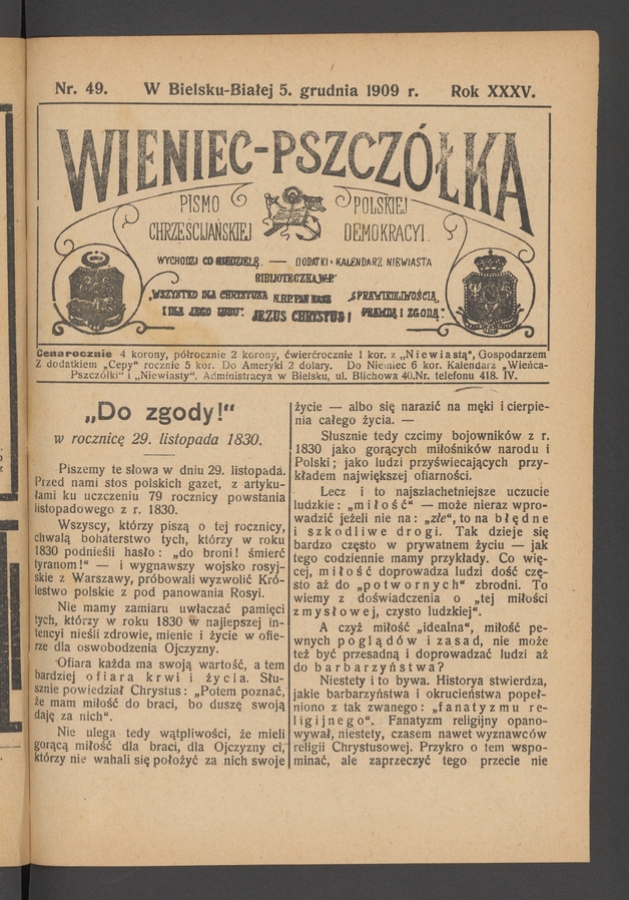 Nr. 49. W Bielsku-Białej 5. grudnia 1909 r. Rok XXXV.
WIENIEC-PSZCZÓŁKA
PISMO POLSKIEJ
CHRZEŚCIJAŃSKIEJ DEMOKRACYI.
WYCHODZI CO NIEDZIELĘ. — DODATKI: KALENDARZ NIEWIASTA
BIBLIOTECZKA W-P
„WSZYSTKO DLA CHRYSTUSA „SPRAWIEDLIWOŚCIĄ
I DLA JEGO LUDU". JEZUS CHRYSTUS! PRAWDĄ I ZGODĄ".
Cena rocznie 4 korony, półrocznie 2 korony, ćwierćrocznie 1 kor. z „Niewiastą", Gospodarzem
Z dodatkiem „Cepy" rocznie 5 kor. Do Ameryki 2 dolary. Do Niemiec 6 kor. Kalendarz „Wieńca-
Pszczółki" i „Niewiasty". Administracya w Bielsku, ul. Blichowa 40. Nr. telefonu 418. IV.
„Do zgody!"
w rocznicę 29. listopada 1830.
Piszemy te słowa w dniu 29. listopada.
Przed nami stos polskich gazet, z artyku-
łami ku uczczeniu 79 rocznicy powstania
listopadowego z r. 1830.
Wszyscy, którzy piszą o tej rocznicy,
chwalą bohaterstwo tych, którzy w roku
1830 podnieśli hasło: „do broni! śmierć
tyranom!" — i wygnawszy wojsko rosyj-
skie z Warszawy, próbowali wyzwolić Kró-
lestwo polskie z pod panowania Rosyi.
Nie mamy zamiaru uwłaczać pamięci
tych, którzy w roku 1830 w najlepszej in-
tencyi nieśli zdrowie, mienie i życie w ofie-
rze dla oswobodzenia Ojczyzny.
Ofiara każda ma swoją wartość, a tem
bardziej ofiara krwi i życia. Słu-
sznie powiedział Chrystus: „Potem poznać,
że mam miłość do braci, bo duszę swoją
daję za nich".
Nie ulega tedy wątpliwości, że mieli
gorącą miłość dla braci, dla Ojczyzny ci,
którzy nie wahali się położyć za nich swoje
życie — albo się narazić na męki i cierpie-
nia całego życia. —
Słusznie tedy czcimy bojowników z r.
1830 jako gorących miłośników narodu i
Polski; jako ludzi przyświecających przy-
kładem największej ofiarności.
Lecz i to najszlachetniejsze uczucie
ludzkie: „miłość" — może nieraz wpro-
wadzić jeżeli nie na: „złe", to na błędne
i szkodliwe drogi. Tak dzieje się
bardzo często w prywatnem życiu — jak
tego codziennie mamy przykłady. Co wię-
cej, miłość doprowadza ludzi dość czę-
sto aż do „potwornych" zbrodni. To
wiemy z doświadczenia o „tej miłości
zmysłowej, czysto ludzkiej".
A czyż miłość „idealna", miłość pe-
wnych poglądów i zasad, nie może
też być przesadną i doprowadzać ludzi aż
do barbarzyństwa?
Niestety i to bywa. Historya stwierdza,
jakie barbarzyństwa i okrucieństwa popeł-
niono z tak zwanego: „fanatyzmu re-
ligijnego". Fanatyzm religijny opano-
wywał, niestety, czasem nawet wyznawców
religii Chrystusowej. Przykro o tem wspo-
minać, ale zaprzeczyć tego przecie nie